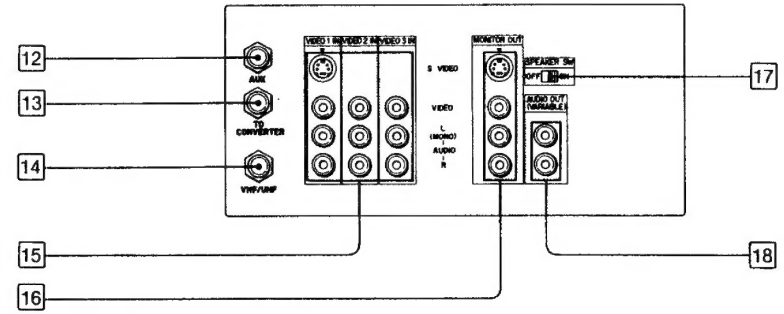 VIDEO 1 IN VIDEO 2 IN VIDEO 3 IN
MONITOR OUT
12
AUX
S VIDEO
SPEAKER SW
OFF ON
17
13
TO
CONVERTER
VIDEO
AUDIO OUT
(VARIABLE)
L
(MONO)
AUDIO
R
14
VHF/UHF
15
18
16